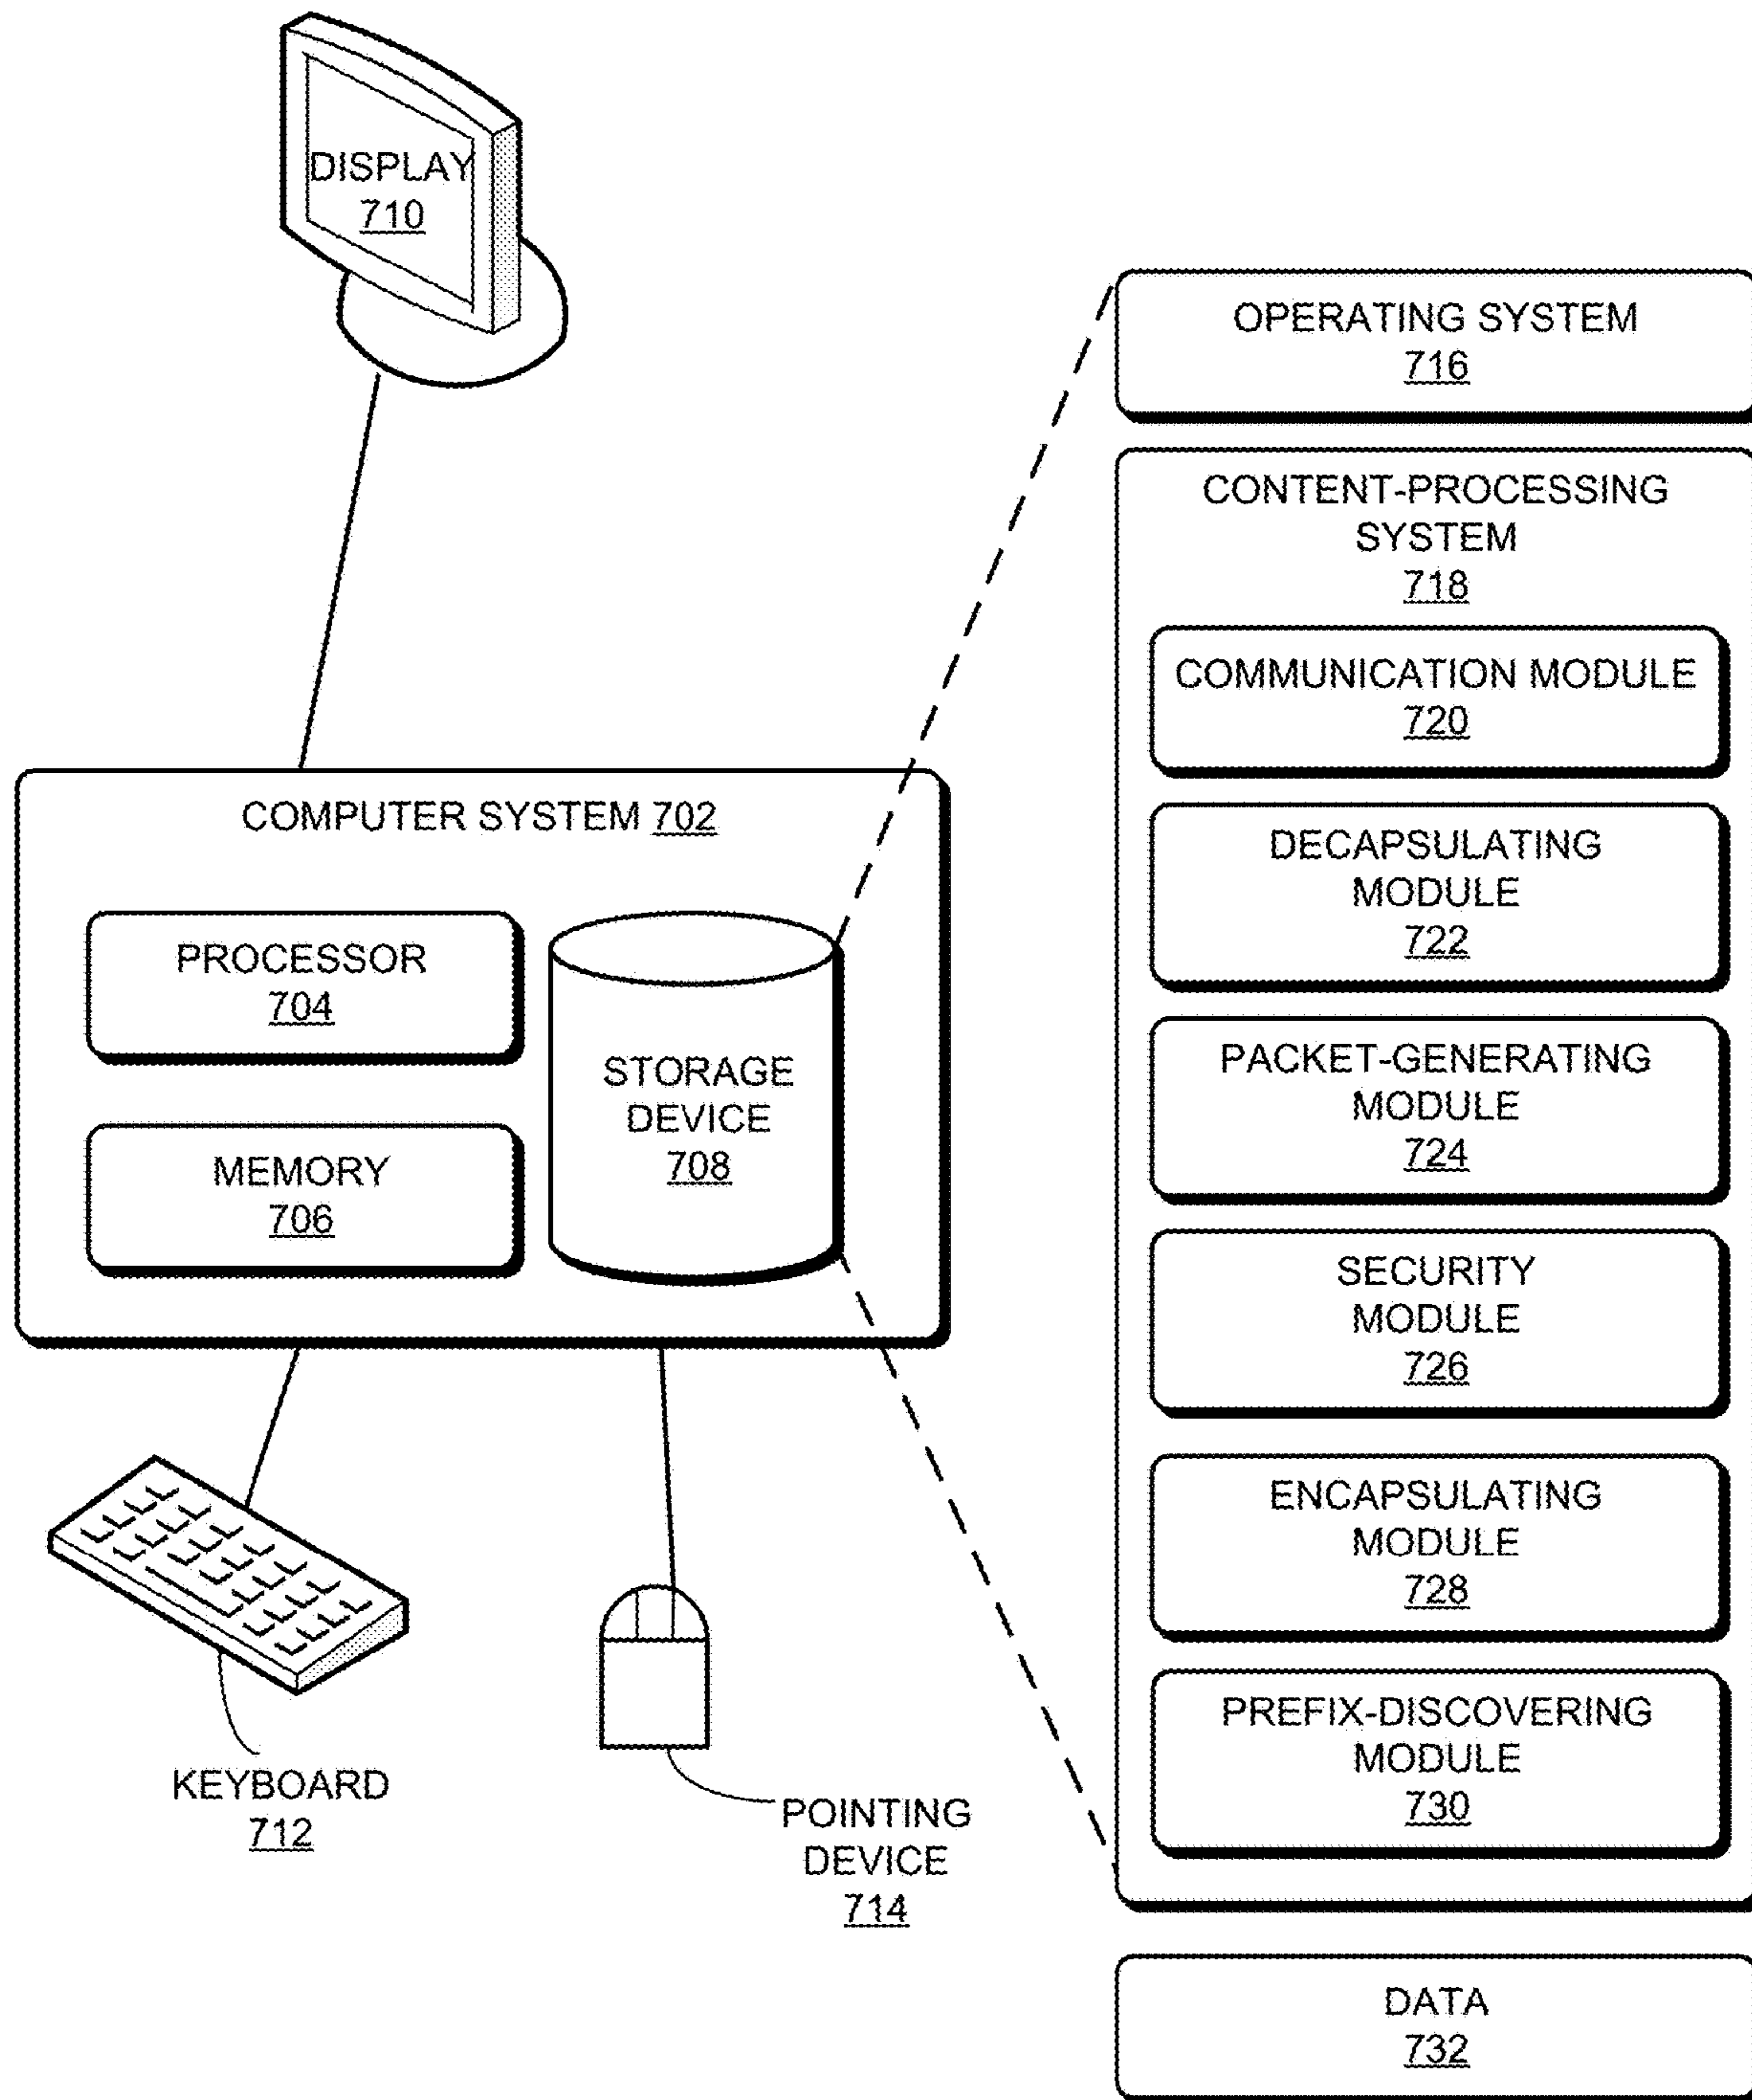 DISPLAY
710
COMPUTER SYSTEM 702
PROCESSOR
704
MEMORY
706
STORAGE
DEVICE
708
KEYBOARD
712
POINTING
DEVICE
714
OPERATING SYSTEM
716
CONTENT-PROCESSING
SYSTEM
718
COMMUNICATION MODULE
720
DECAPSULATING
MODULE
722
PACKET-GENERATING
MODULE
724
SECURITY
MODULE
726
ENCAPSULATING
MODULE
728
PREFIX-DISCOVERING
MODULE
730
DATA
732